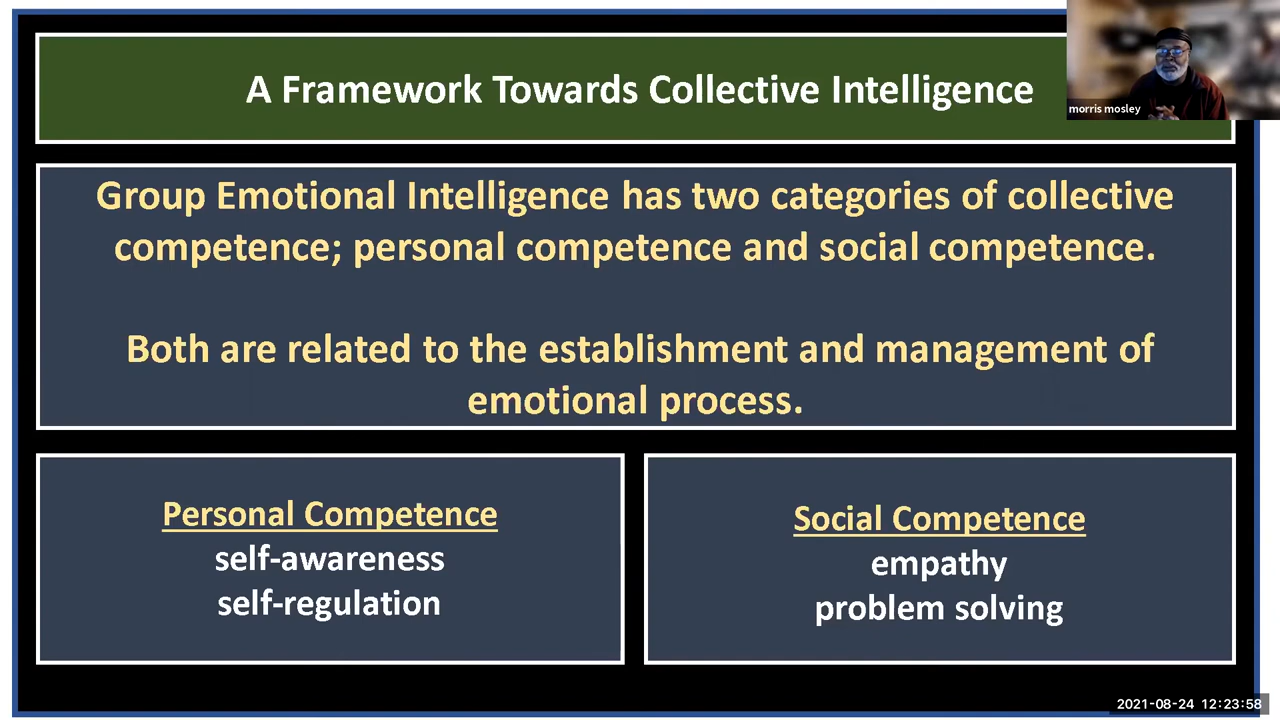 A Framework Towards Collective Intelligence
morris mosley
Group Emotional Intelligence has two categories of collective
competence; personal competence and social competence.
Both are related to the establishment and management of
emotional process.
Personal Competence
self-awareness
self-regulation
Social Competence
empathy
problem solving
2021-08-24 12:23:58